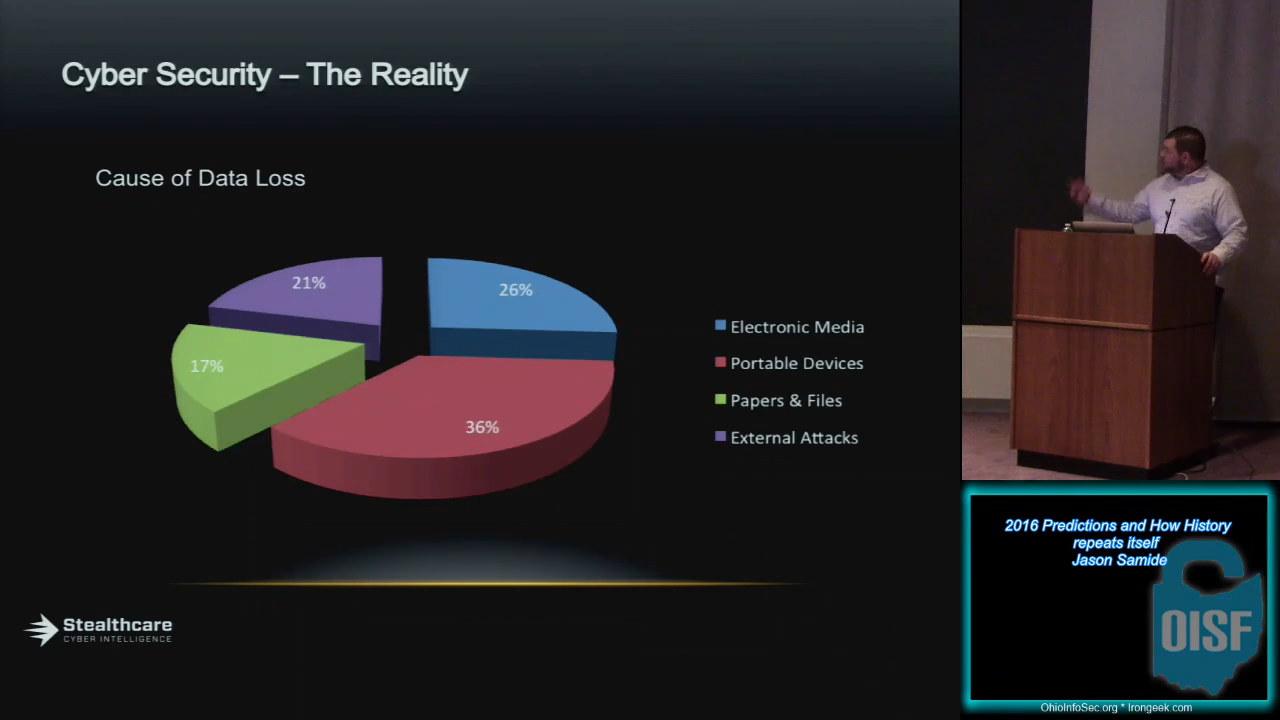 Cyber Security – The Reality
Cause of Data Loss
21%
26%
17%
36%
Electronic Media
Portable Devices
Papers & Files
External Attacks
Stealthcare
CYBER INTELLIGENCE
2016 Predictions and How History
repeats itself
Jason Samide
OISF
OhioInfoSec.org * Irongeek.com